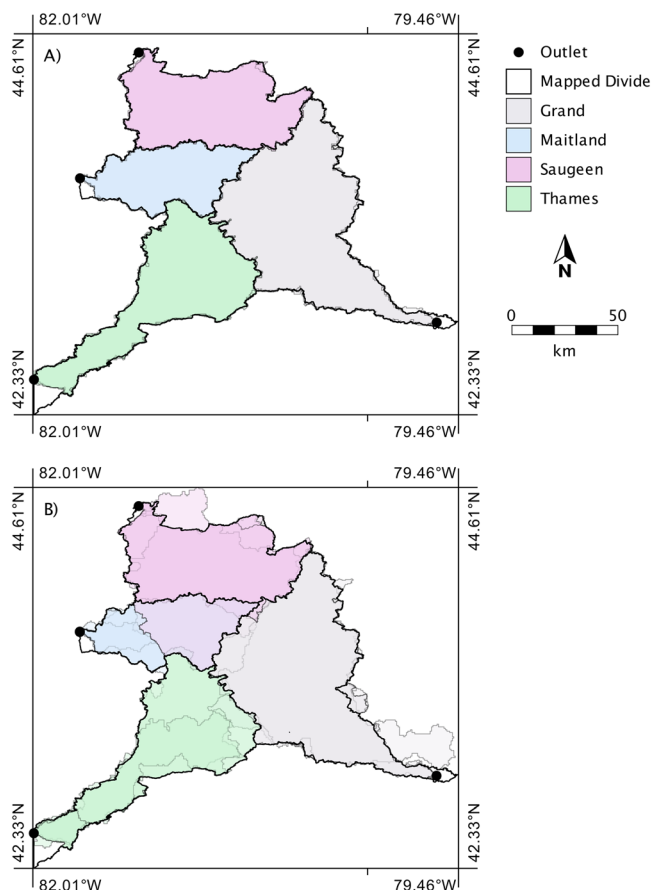 82.01°W 79.46°W
A)
44.61°N 44.61°N
42.33°N 42.33°N
82.01°W 79.46°W
Outlet
Mapped Divide
Grand
Maitland
Saugeen
Thames
N
0 50
km
82.01°W 79.46°W
B)
44.61°N 44.61°N
42.33°N 42.33°N
82.01°W 79.46°W